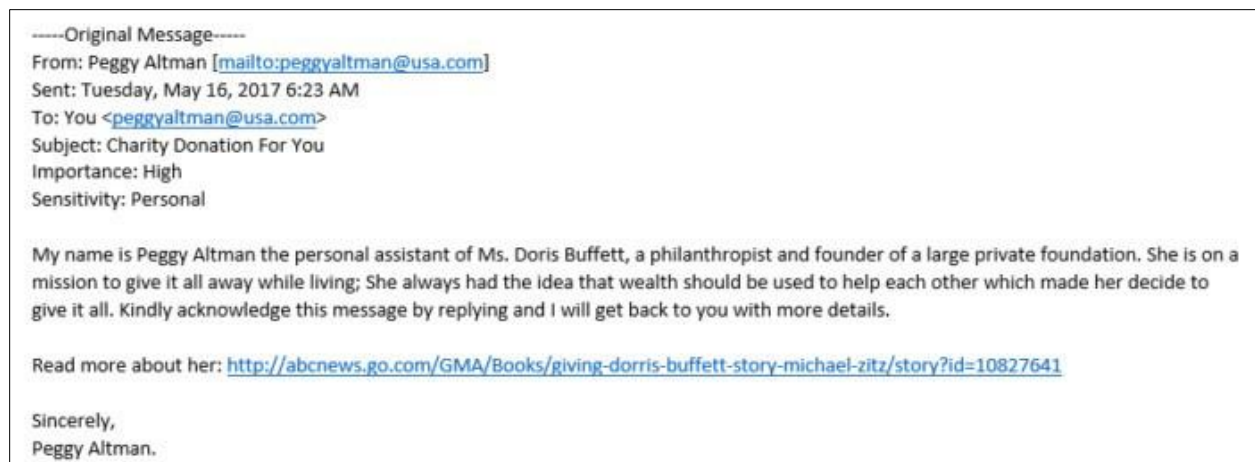 -----Original Message-----
From: Peggy Altman [mailto:peggyaltman@usa.com]
Sent: Tuesday, May 16, 2017 6:23 AM
To: You <peggyaltman@usa.com>
Subject: Charity Donation For You
Importance: High
Sensitivity: Personal
My name is Peggy Altman the personal assistant of Ms. Doris Buffett, a philanthropist and founder of a large private foundation. She is on a
mission to give it all away while living; She always had the idea that wealth should be used to help each other which made her decide to
give it all. Kindly acknowledge this message by replying and I will get back to you with more details.
Read more about her: http://abcnews.go.com/GMA/Books/giving-dorris-buffett-story-michael-zitz/story?id=10827641
Sincerely,
Peggy Altman.